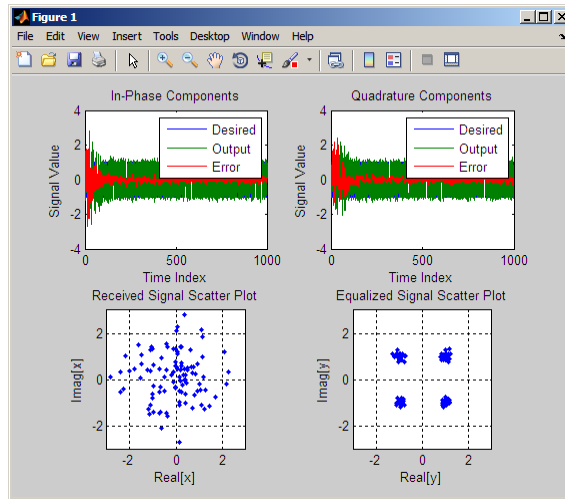 Figure 1
File Edit View Insert Tools Desktop Window Help
In-Phase Components
4
2
0
-2
-4
Signal Value
Desired
Output
Error
0 500 1000
Time Index
Quadrature Components
4
2
0
-2
-4
Signal Value
Desired
Output
Error
0 500 1000
Time Index
Received Signal Scatter Plot
2
0
-2
Imag[x]
-2 0 2
Real[x]
Equalized Signal Scatter Plot
2
0
-2
Imag[y]
-2 0 2
Real[y]